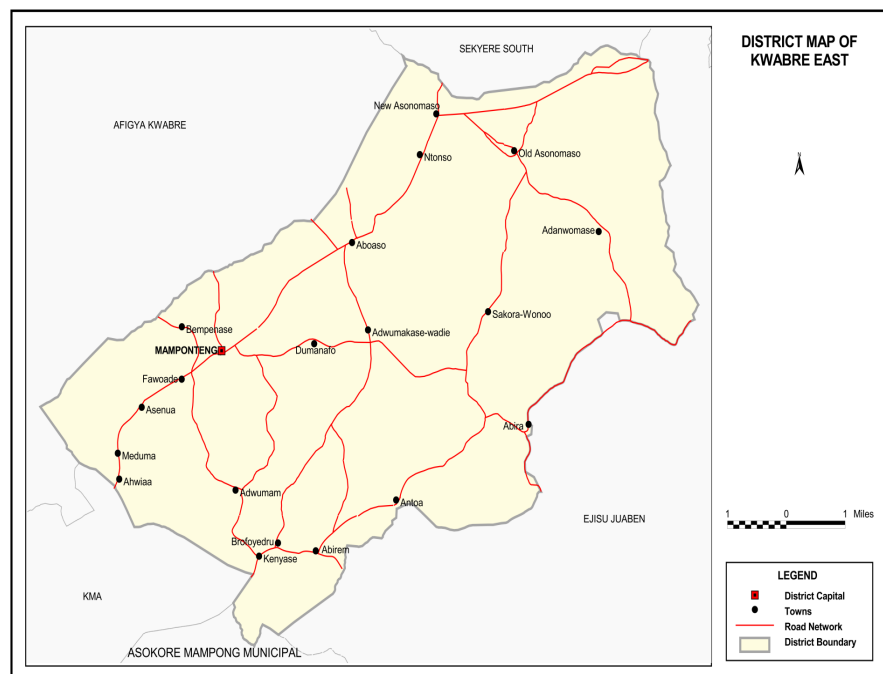 DISTRICT MAP OF
KWABRE EAST
SEKYERE SOUTH
AFIGYA KWABRE
New Asonomaso
Ntonso
Old Asonomaso
N
Adanwomase
Aboaso
Sakora-Wonoo
Bempenase
Adwumakase-wadie
Dumanafo
MAMPONTENG
Fawoade
Asenua
Abira
Meduma
Ahwiaa
Adwumam
Antoa
EJISU JUABEN
1 0 1 Miles
Brofoyedru
Abirem
Kenyase
KMA
ASOKORE MAMPONG MUNICIPAL
LEGEND
District Capital
Towns
Road Network
District Boundary